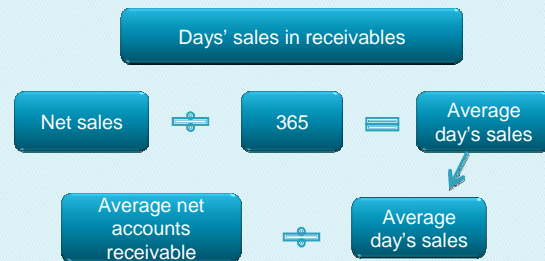 Days' sales in receivables
Net sales ÷ 365 = Average
day's sales
Average net
accounts
receivable
÷ Average
day's sales